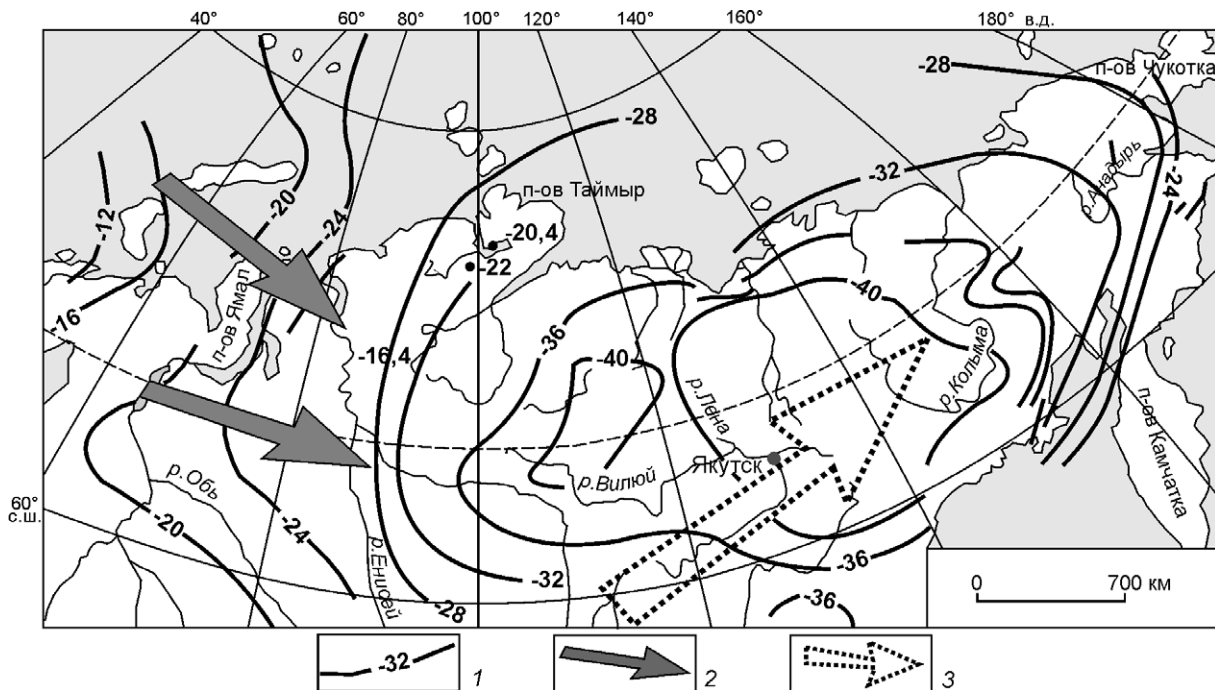 40° 60° 80° 100° 120° 140° 160° 180° в.д.
-28
п-ов Чукотка
-28
-32
р.Анадырь
п-ов Таймыр
-20
-24
-24
-12
-20,4
-22
-40
-16
п-ов Ямал
-36
-16,4
-40
р.Колыма
р.Лена
п-ов Камчатка
Якутск
р.Обь
р.Вилюй
60°
с.ш.
-20
-24
р.Енисей
-32
-36
-28
-36
0 700 км
-32 1 2 3